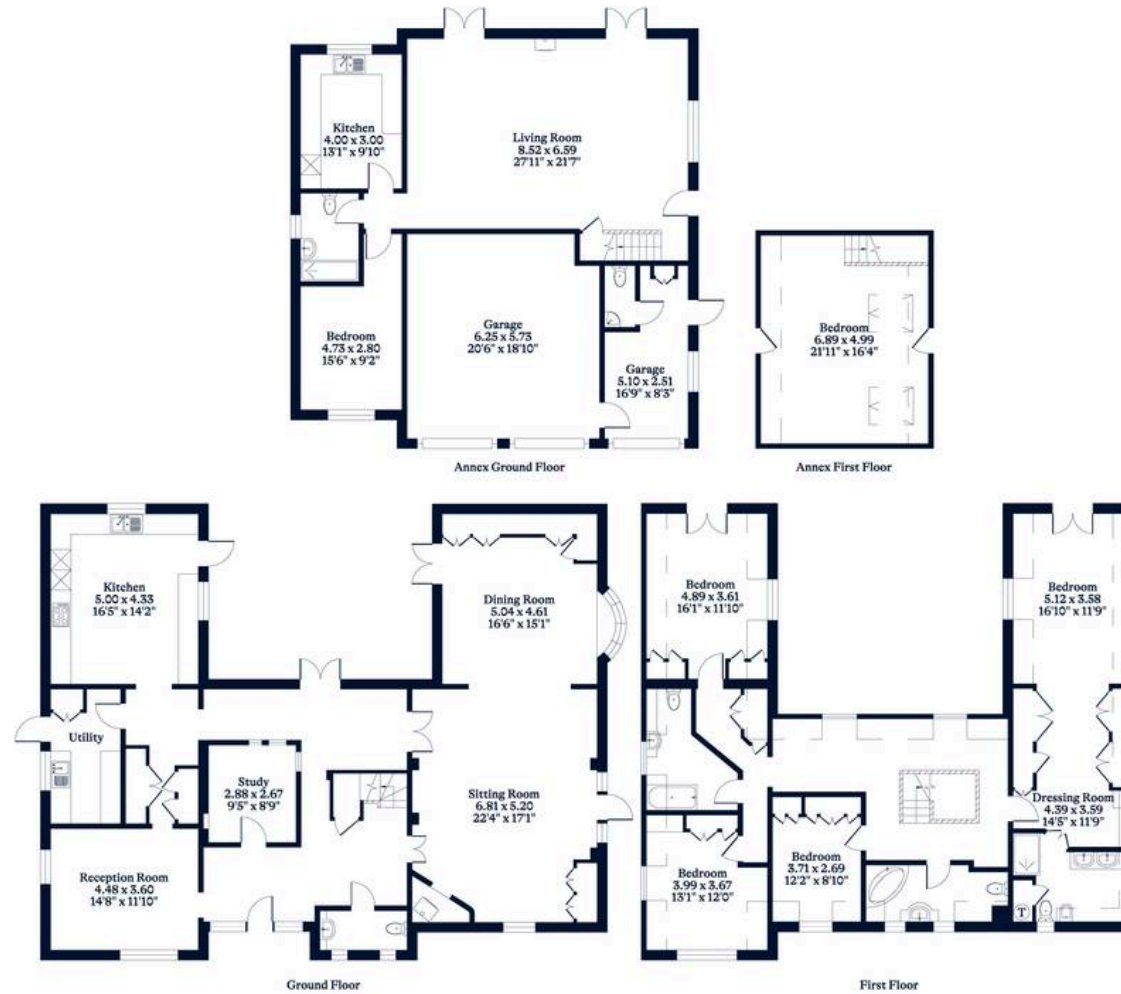 Kitchen
4.00 x 3.00
13'1" x 9'10"
Living Room
8.52 x 6.59
27'11" x 21'7"
Bedroom
4.73 x 2.80
15'6" x 9'2"
Garage
6.25 x 5.73
20'6" x 18'10"
Garage
5.10 x 2.51
16'9" x 8'3"
Annex Ground Floor
Bedroom
6.89 x 4.99
21'11" x 16'4"
Annex First Floor
Kitchen
5.00 x 4.33
16'5" x 14'2"
Dining Room
5.04 x 4.61
16'6" x 15'1"
Utility
Study
2.88 x 2.67
9'5" x 8'9"
Sitting Room
6.81 x 5.20
22'4" x 17'1"
Reception Room
4.48 x 3.60
14'8" x 11'10"
Ground Floor
Bedroom
4.89 x 3.61
16'1" x 11'10"
Bedroom
5.12 x 3.58
16'10" x 11'9"
Dressing Room
4.39 x 3.59
14'5" x 11'9"
Bedroom
3.99 x 3.67
13'1" x 12'0"
Bedroom
3.71 x 2.69
12'2" x 8'10"
T
First Floor